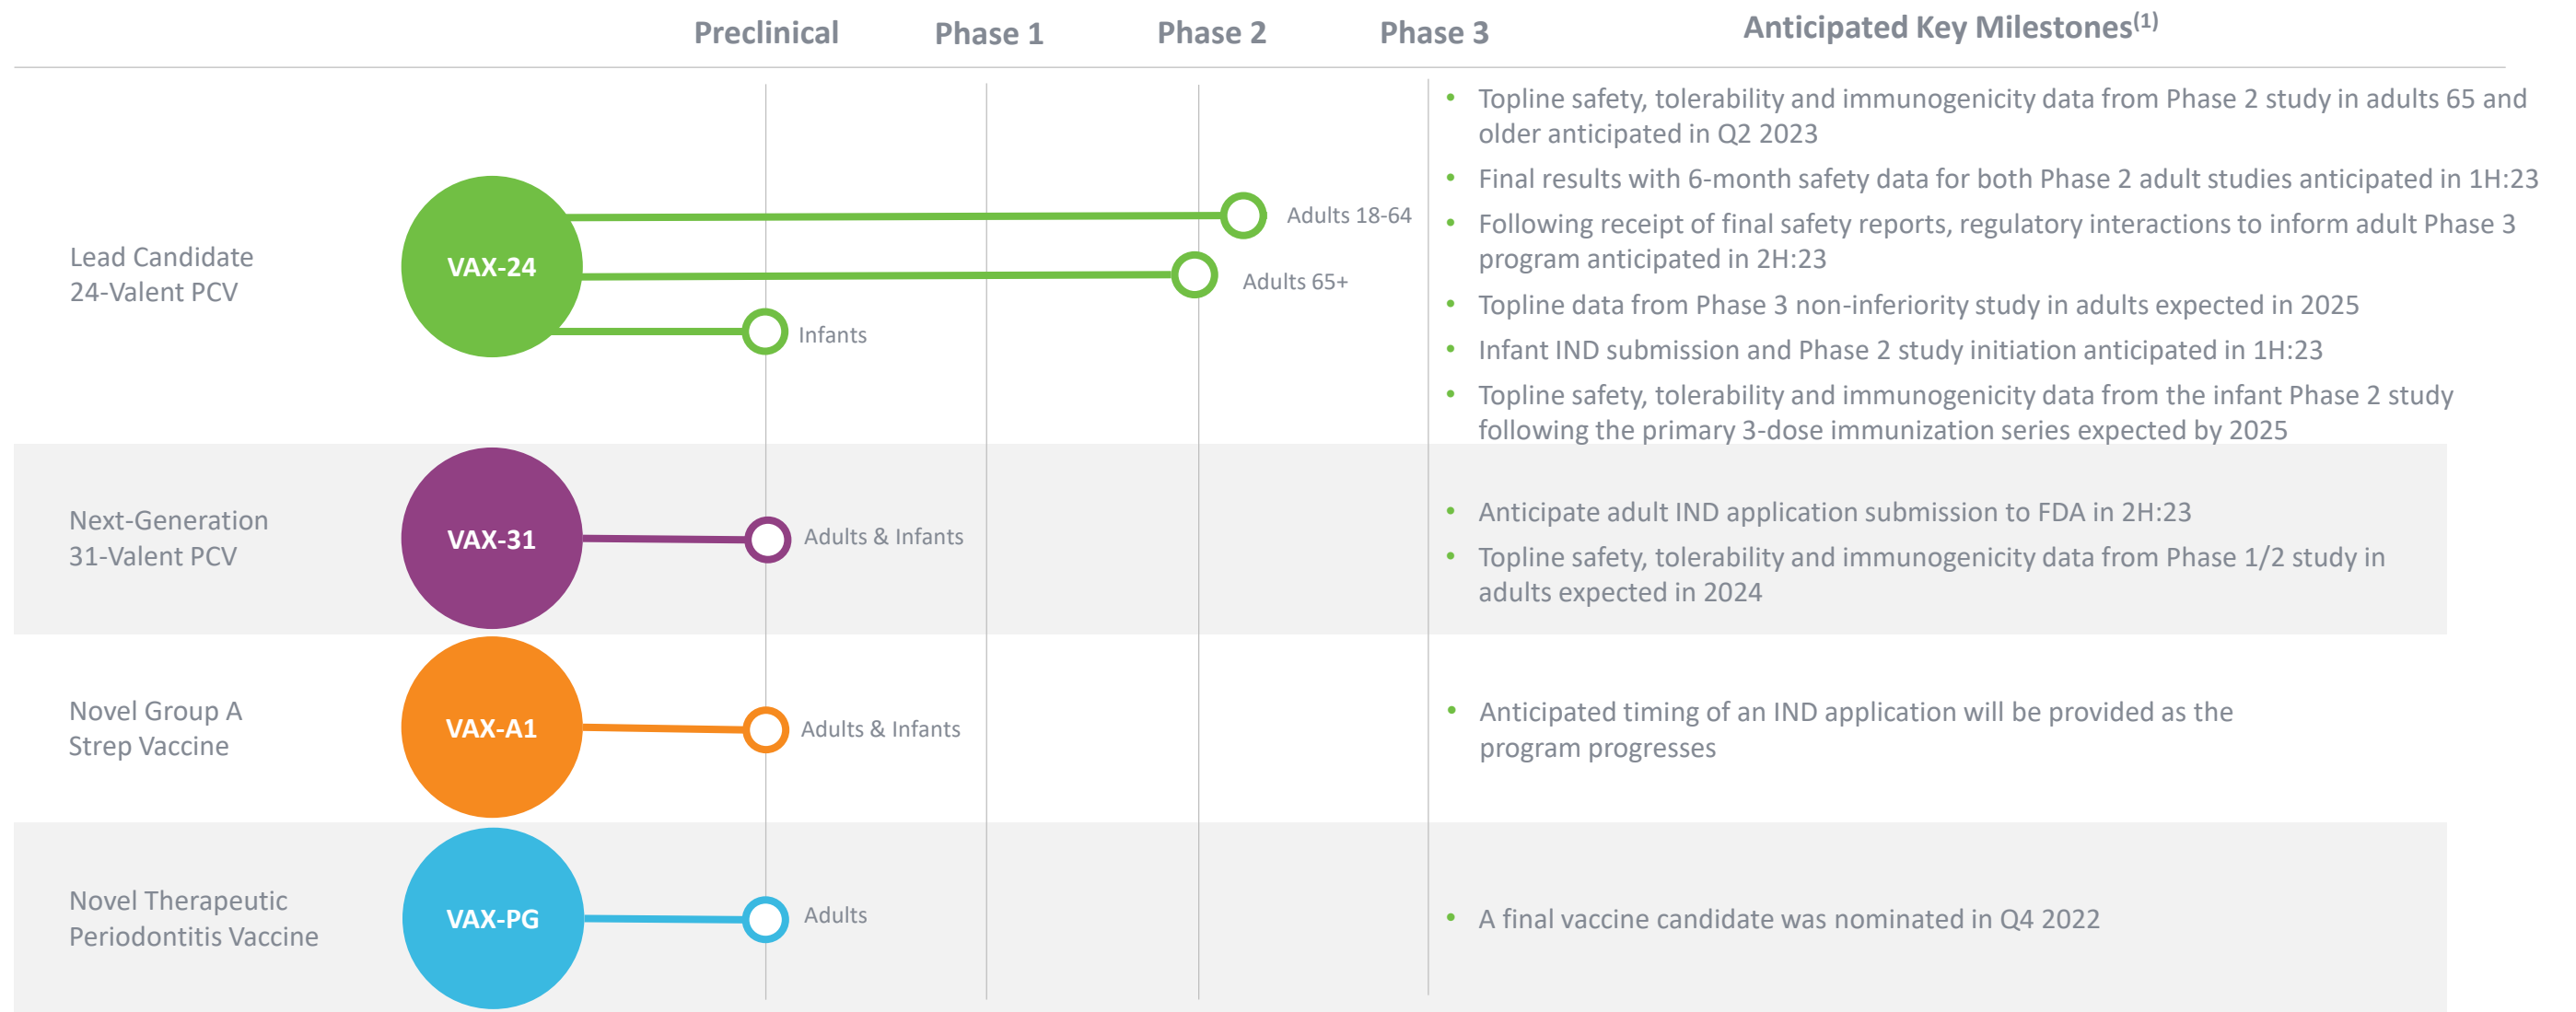 Preclinical Phase 1 Phase 2 Phase 3 Anticipated Key Milestones(1)
Lead Candidate
24-Valent PCV
VAX-24
Adults 18-64
Adults 65+
Infants
• Topline safety, tolerability and immunogenicity data from Phase 2 study in adults 65 and
older anticipated in Q2 2023
• Final results with 6-month safety data for both Phase 2 adult studies anticipated in 1H:23
• Following receipt of final safety reports, regulatory interactions to inform adult Phase 3
program anticipated in 2H:23
• Topline data from Phase 3 non-inferiority study in adults expected in 2025
• Infant IND submission and Phase 2 study initiation anticipated in 1H:23
• Topline safety, tolerability and immunogenicity data from the infant Phase 2 study
following the primary 3-dose immunization series expected by 2025
Next-Generation
31-Valent PCV
VAX-31
Adults & Infants
• Anticipate adult IND application submission to FDA in 2H:23
• Topline safety, tolerability and immunogenicity data from Phase 1/2 study in
adults expected in 2024
Novel Group A
Strep Vaccine
VAX-A1
Adults & Infants
• Anticipated timing of an IND application will be provided as the
program progresses
Novel Therapeutic
Periodontitis Vaccine
VAX-PG
Adults
• A final vaccine candidate was nominated in Q4 2022